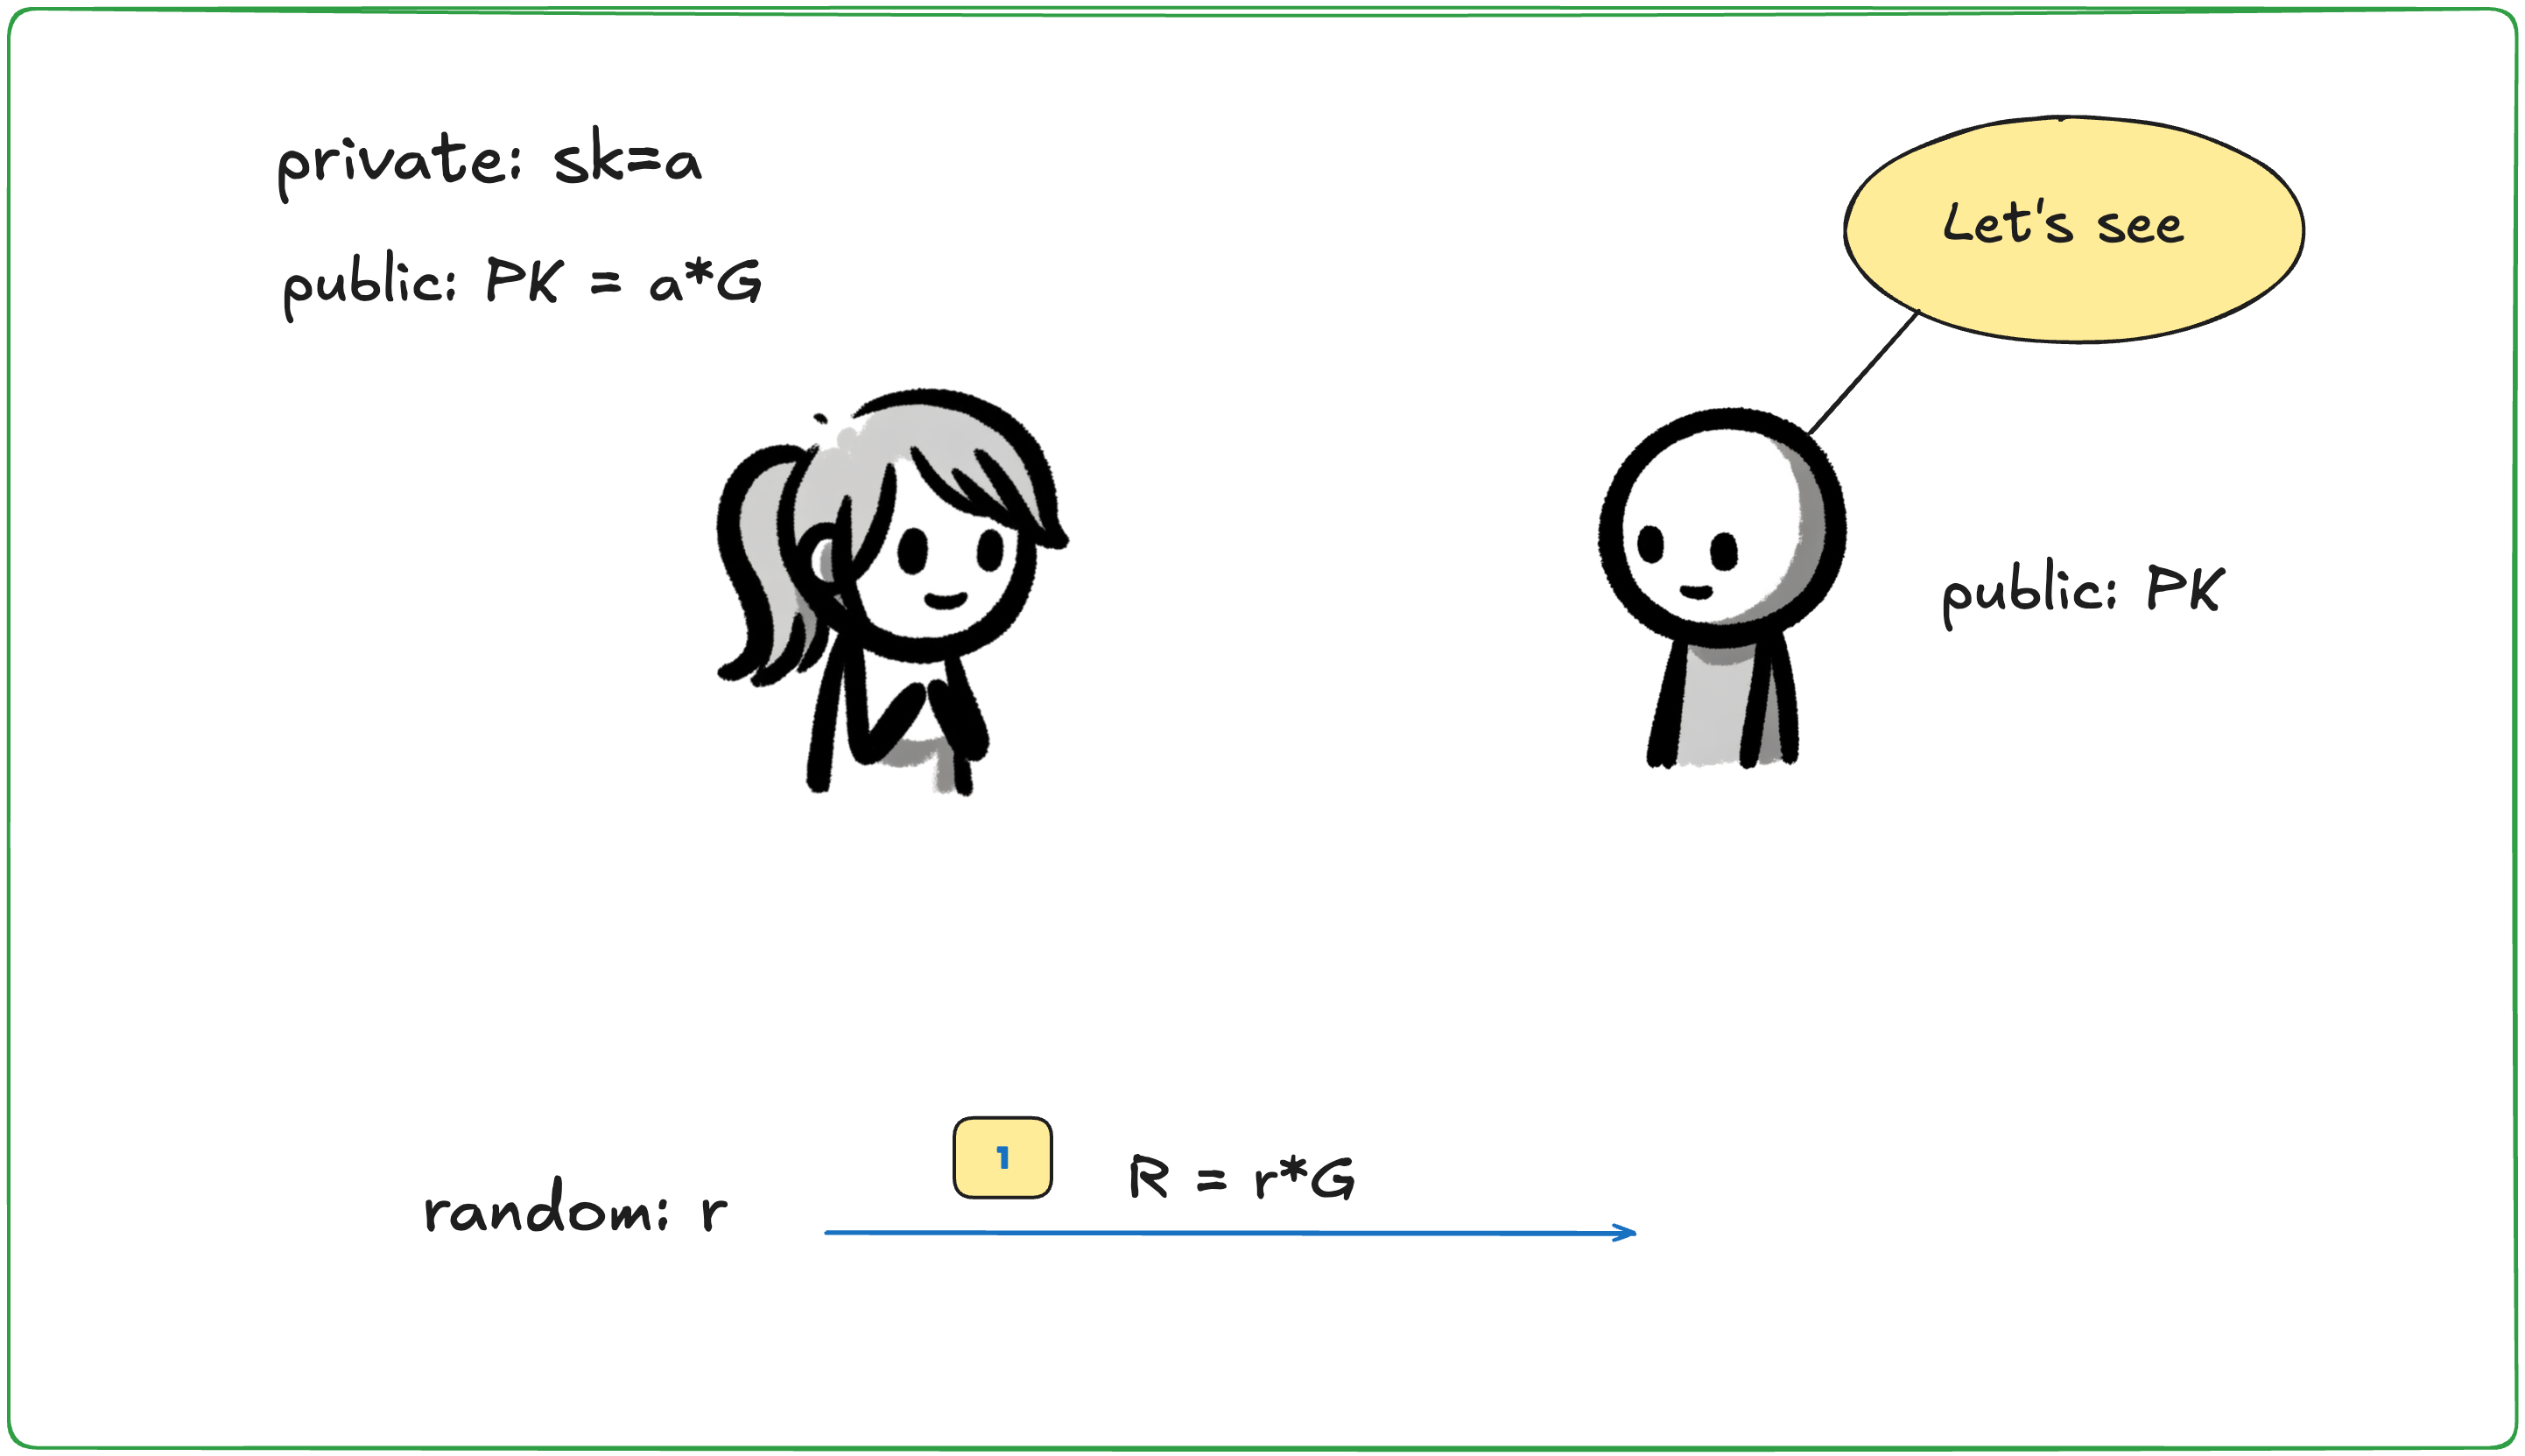 private: sk=a
public: PK = a*G
Let's see
public: PK
1
R = r*G
random: r